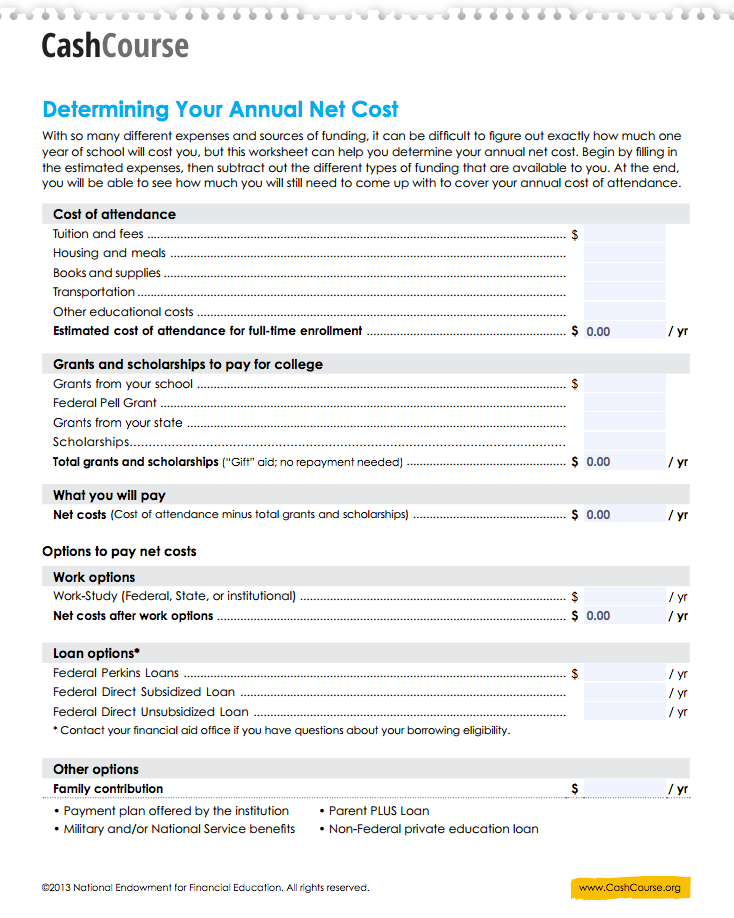 CashCourse
Determining Your Annual Net Cost
With so many different expenses and sources of funding, it can be difficult to figure out exactly how much one
year of school will cost you, but this worksheet can help you determine your annual net cost. Begin by filling in
the estimated expenses, then subtract out the different types of funding that are available to you. At the end,
you will be able to see how much you will still need to come up with to cover your annual cost of attendance.
Cost of attendance
Tuition and fees $
Housing and meals
Books and supplies
Transportation
Other educational costs
Estimated cost of attendance for full-time enrollment $ 0.00 / yr
Grants and scholarships to pay for college
Grants from your school $
Federal Pell Grant
Grants from your state
Scholarships
Total grants and scholarships ("Gift" aid; no repayment needed) $ 0.00 / yr
What you will pay
Net costs (Cost of attendance minus total grants and scholarships) $ 0.00 / yr
Options to pay net costs
Work options
Work-Study (Federal, State, or institutional) $ / yr
Net costs after work options $ 0.00 / yr
Loan options*
Federal Perkins Loans $ / yr
Federal Direct Subsidized Loan / yr
Federal Direct Unsubsidized Loan / yr
* Contact your financial aid office if you have questions about your borrowing eligibility.
Other options
Family contribution $ / yr
• Payment plan offered by the institution • Parent PLUS Loan
• Military and/or National Service benefits • Non-Federal private education loan
©2013 National Endowment for Financial Education. All rights reserved. www.CashCourse.org